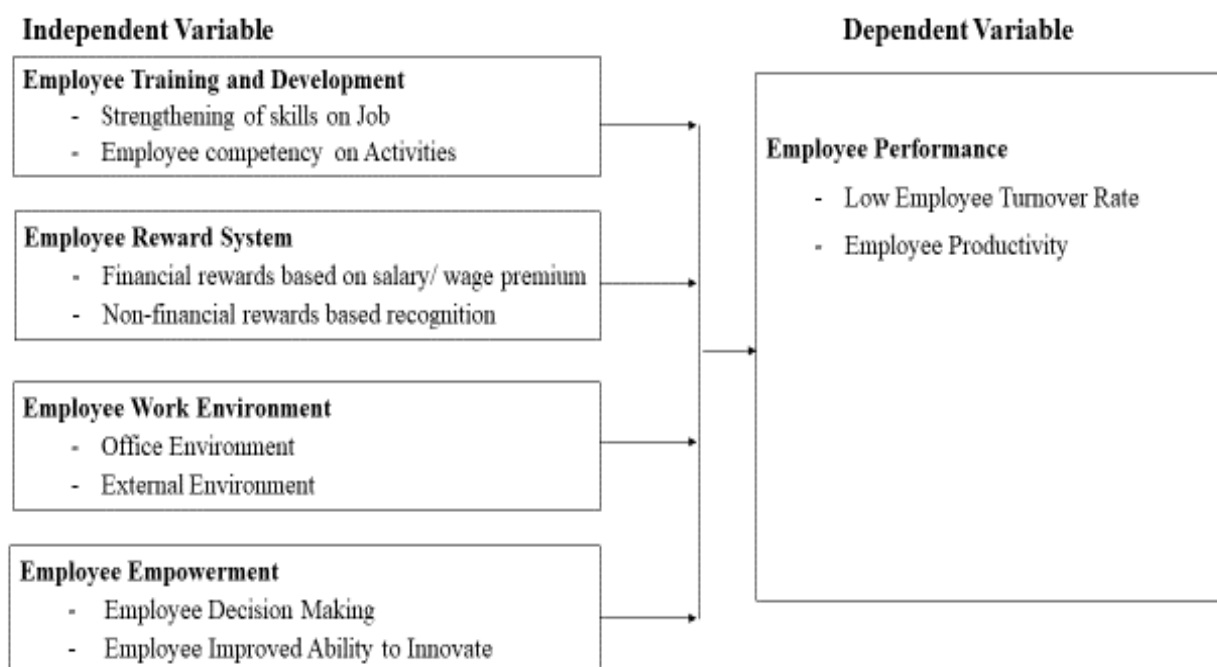 Independent Variable
Employee Training and Development
- Strengthening of skills on Job
- Employee competency on Activities
Employee Reward System
- Financial rewards based on salary/ wage premium
- Non-financial rewards based recognition
Employee Work Environment
- Office Environment
- External Environment
Employee Empowerment
- Employee Decision Making
- Employee Improved Ability to Innovate
Dependent Variable
Employee Performance
- Low Employee Turnover Rate
- Employee Productivity